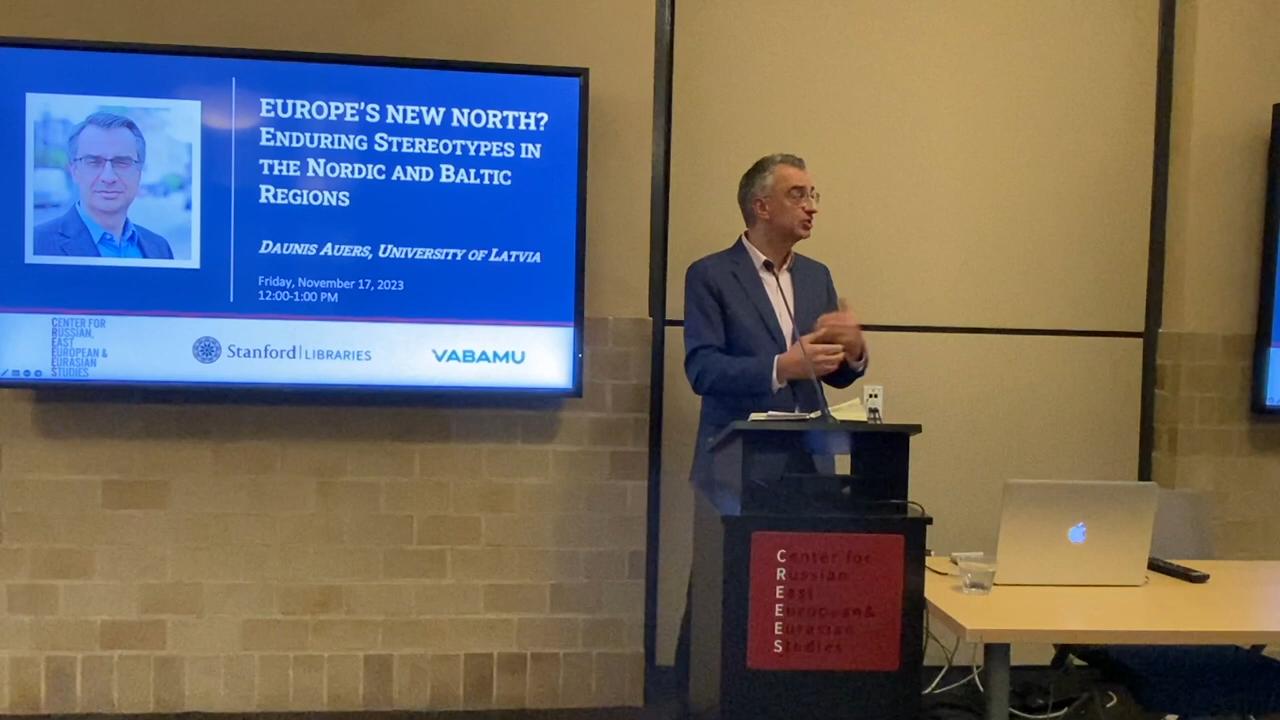 EUROPE'S NEW NORTH?
ENDURING STEREOTYPES IN
THE NORDIC AND BALTIC
REGIONS
DAUNIS AUERS, UNIVERSITY OF LATVIA
Friday, November 17, 2023
12:00-1:00 PM
CENTER FOR
RUSSIAN,
EAST
EUROPEAN &
EURASIAN
STUDIES
Stanford | LIBRARIES
VABAMU
Center for
Russian
East
European &
Eurasian
Studies